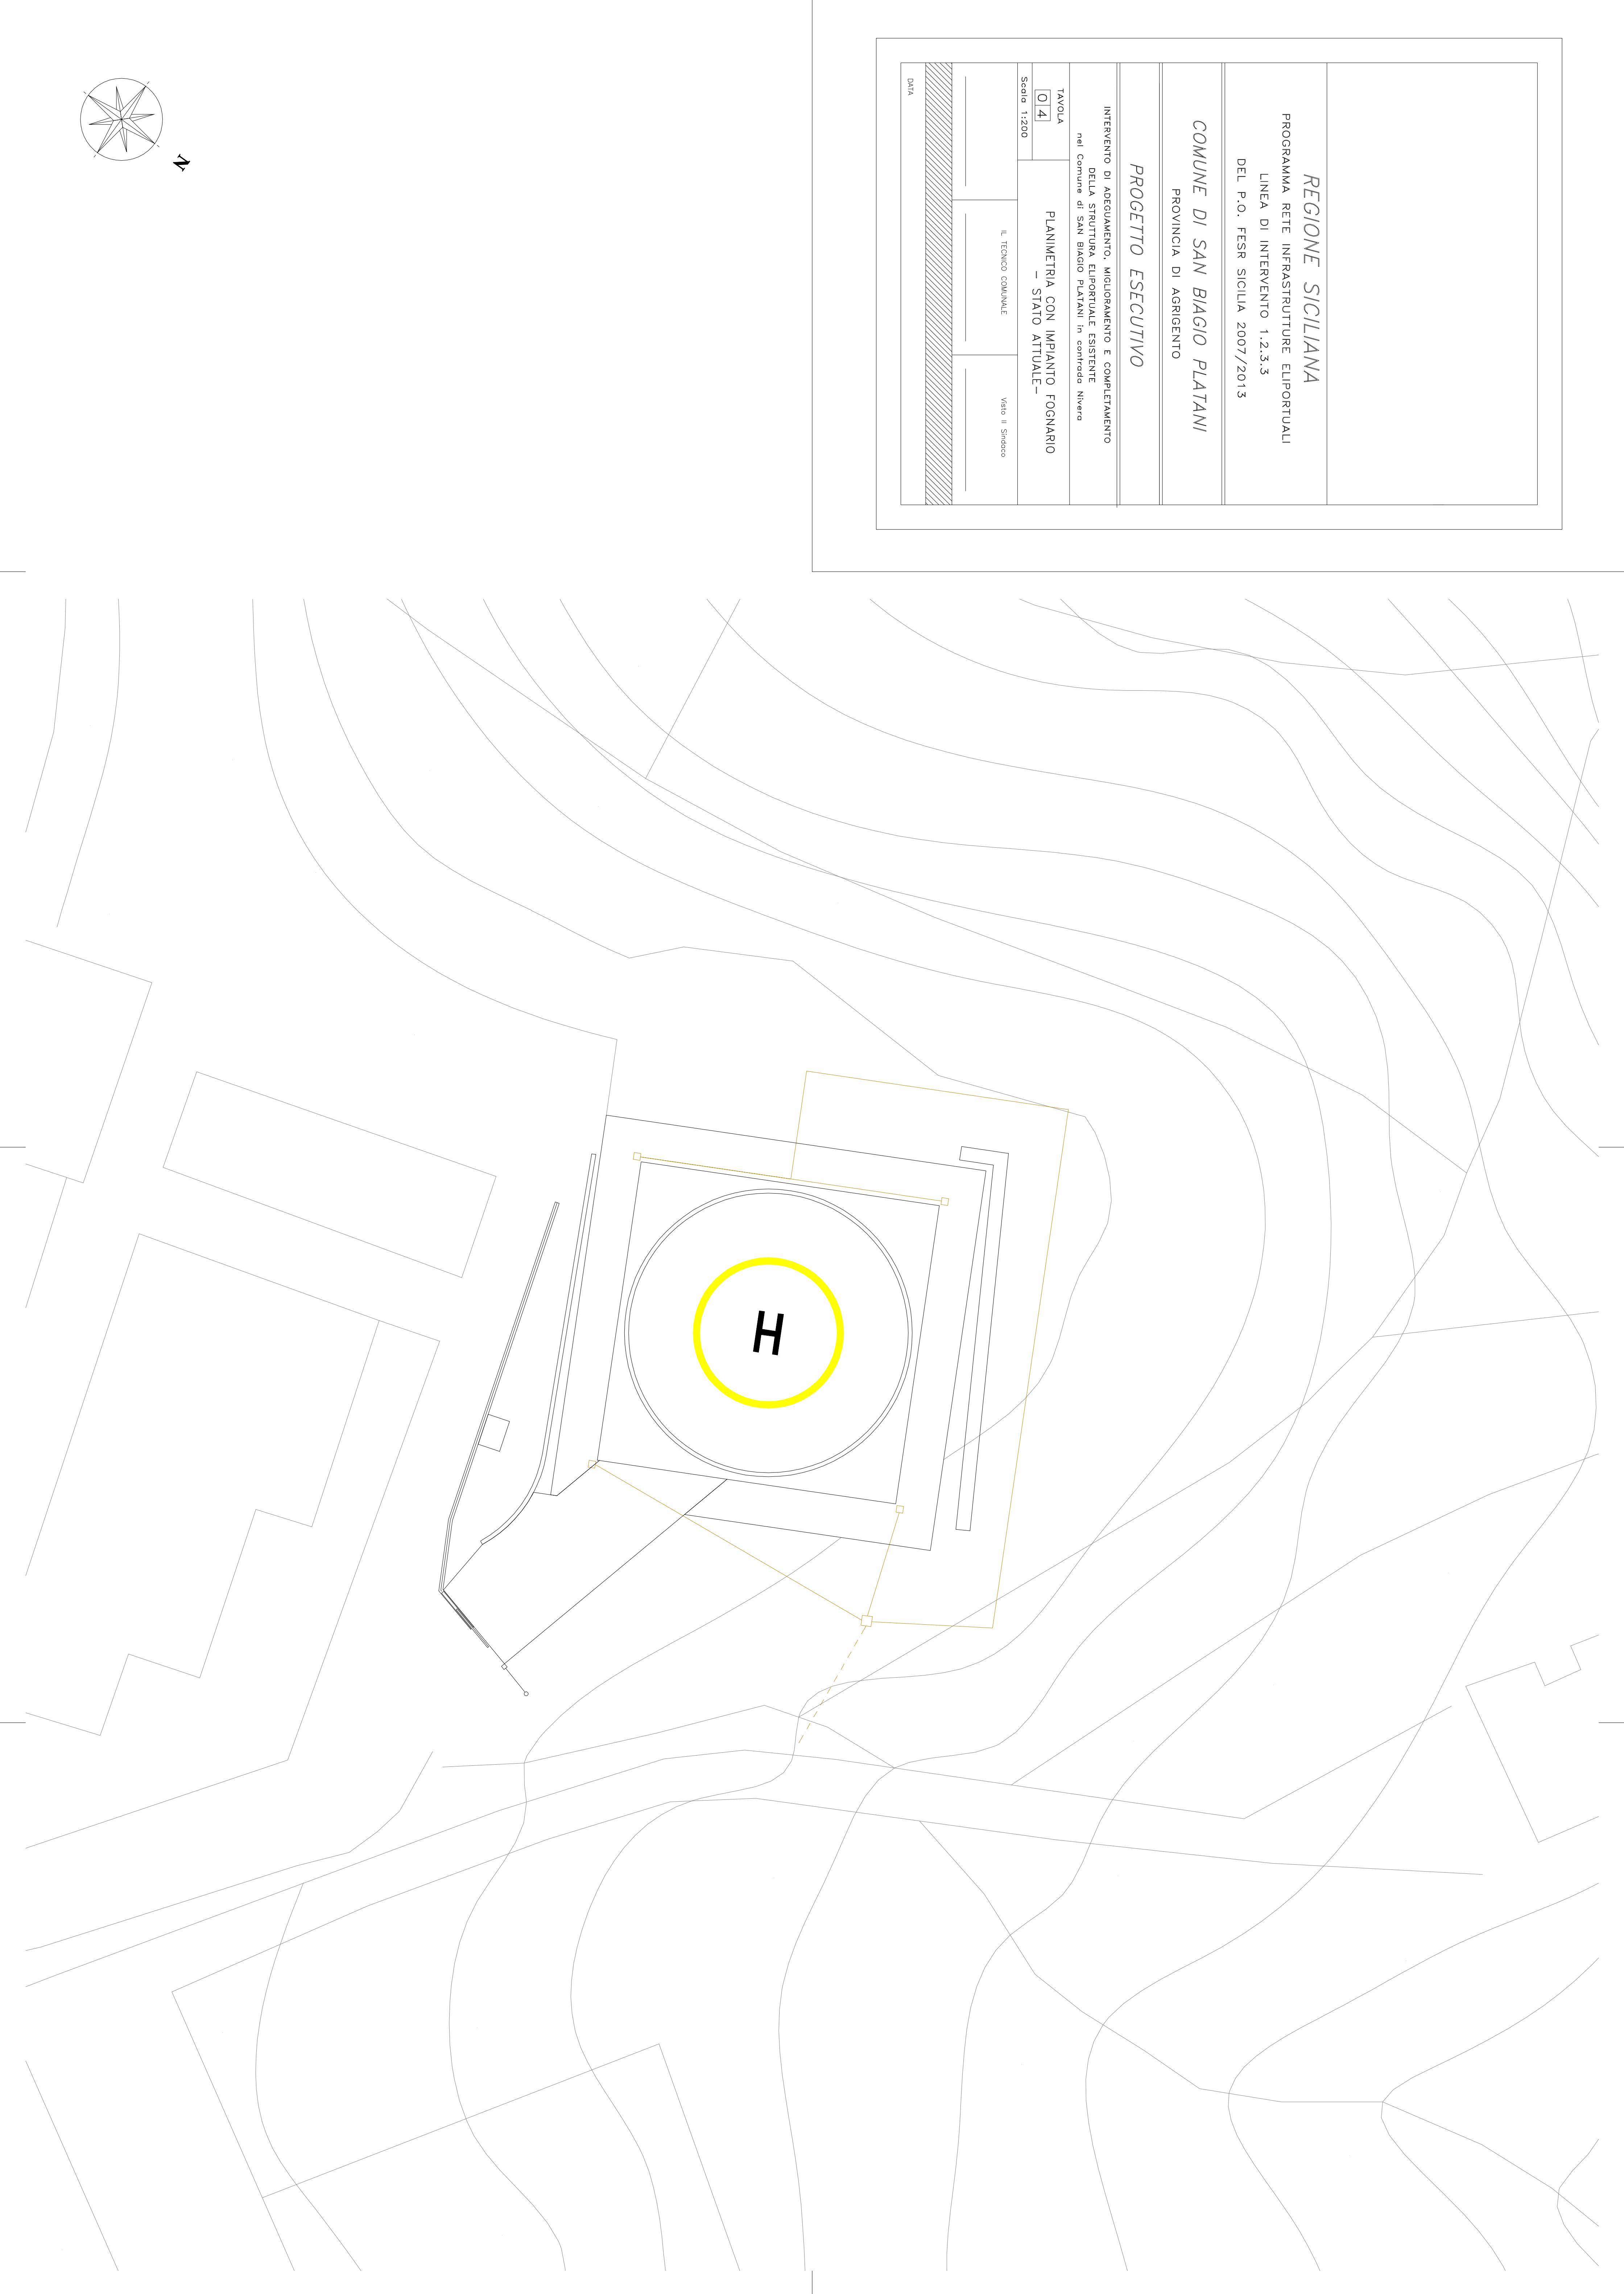 REGIONE SICILIANA
PROGRAMMA RETE INFRASTRUTTURE ELIPORTUALI
LINEA DI INTERVENTO 1.2.3.3
DEL P.O. FESR SICILIA 2007/2013
COMUNE DI SAN BIAGIO PLATANI
PROVINCIA DI AGRIGENTO
PROGETTO ESECUTIVO
INTERVENTO DI ADEGUAMENTO, MIGLIORAMENTO E COMPLETAMENTO
DELLA STRUTTURA ELIPORTUALE ESISTENTE
nel Comune di SAN BIAGIO PLATANI in contrada Nivera
TAVOLA
04
Scala 1:200
PLANIMETRIA CON IMPIANTO FOGNARIO
- STATO ATTUALE-
IL TECNICO COMUNALE
Visto Il Sindaco
DATA
N
H